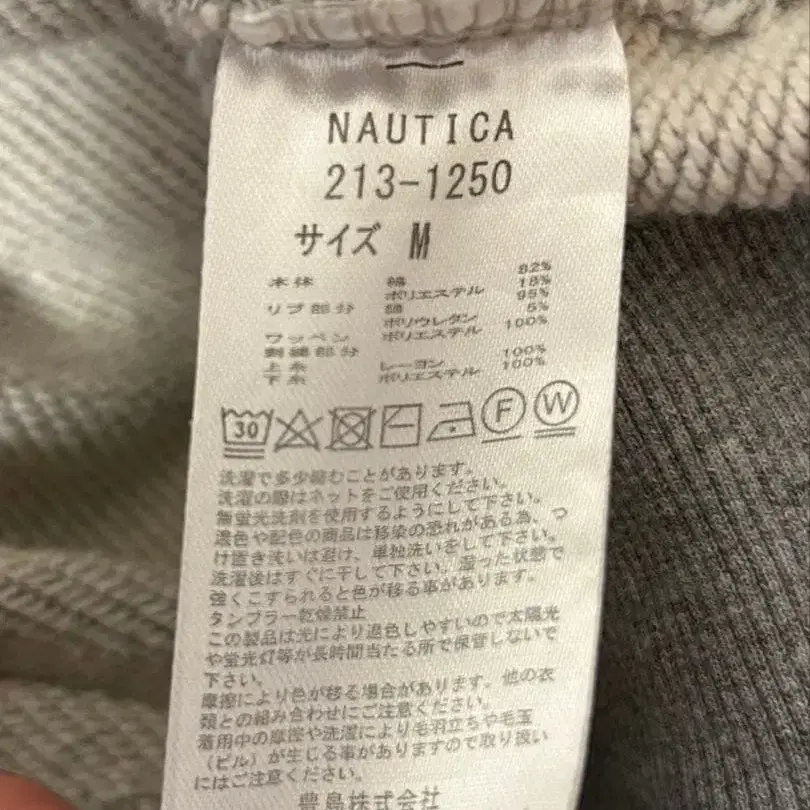 NAUTICA
213-1250
サイズ M
本体 綿 82%
ポリエステル 18%
リブ部分 綿 95%
ポリウレタン 5%
ワッペン ポリエステル 100%
刺繍部分
上糸 レーヨン 100%
下糸 ポリエステル 100%
30 F W
洗濯で多少縮むことがあります。
洗濯の際はネットをご使用ください。
無蛍光洗剤を使用するようにして下さい。
濃色や配色の商品は移染の恐れがある為、つ
け置き洗いは避け、単独洗いをして下さい。
洗濯後はすぐに干して下さい。湿った状態で
強くこすられると色が移る事があります。
タンブラー乾燥禁止
この製品は光により退色しやすいので太陽光
や蛍光灯等が長時間当たる所で保管しないで
下さい。
摩擦により色が移る場合があります。他の衣
類との組み合わせにご注意ください。
着用中の摩擦や洗濯により毛羽立ちや毛玉
（ピル）が生じる事がありますので取り扱い
にはご注意ください。
豊島株式会社